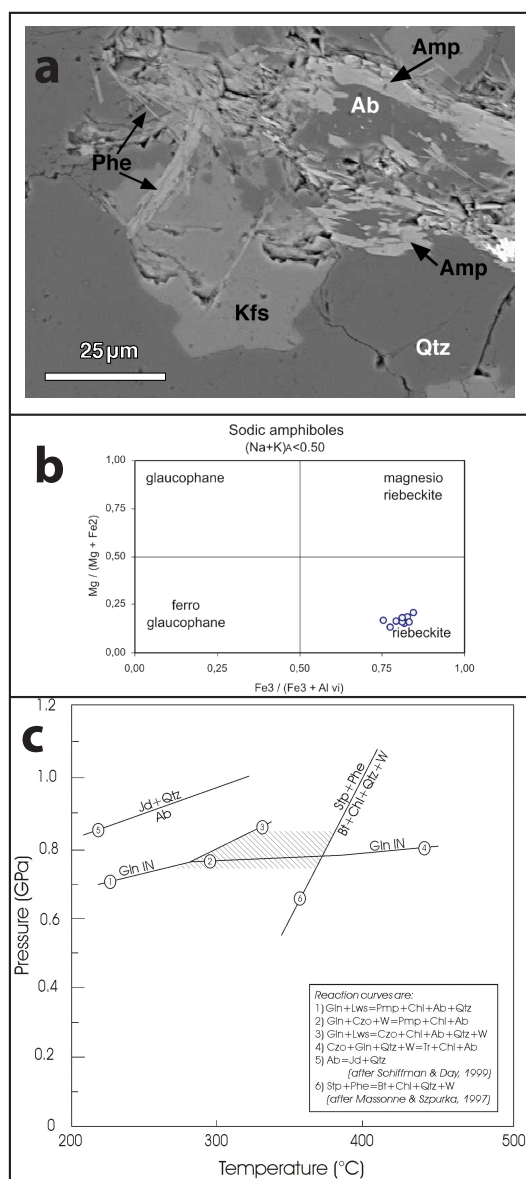 a
Amp
Ab
Phe
Amp
Kfs
Qtz
25 µm
b
Sodic amphiboles
(Na+K)A<0.50
1,00
0,75
0,50
0,25
0,00
Mg / (Mg + Fe2)
glaucophane
magnesio
riebeckite
ferro
glaucophane
riebeckite
0,00
0,25
0,50
0,75
1,00
Fe3 / (Fe3 + Al vi)
c
1.2
1.0
0.8
0.6
0.4
0.2
0
Pressure (GPa)
Jd+Qtz
Ab
5
3
Gln IN
1
2
Gln IN
4
Stp+Phe
Bt+Chl+Qtz+W
6
Reaction curves are:
1) Gln+Lws=Pmp+Chl+Ab+Qtz
2) Gln+Czo+W=Pmp+Chl+Ab
3) Gln+Lws=Czo+Chl+Ab+Qtz+W
4) Czo+Gln+Qtz+W=Tr+Chl+Ab
5) Ab=Jd+Qtz
(after Schiffman & Day, 1999)
6) Stp+Phe=Bt+Chl+Qtz+W
(after Massonne & Szpurka, 1997)
200
300
400
500
Temperature (°C)